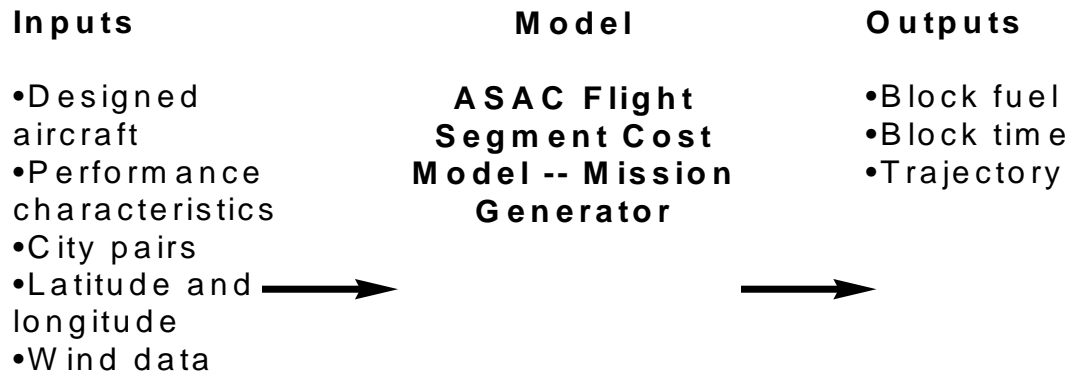 Inputs
•Designed
aircraft
•Performance
characteristics
•City pairs
•Latitude and
longitude
•Wind data
Model
ASAC Flight
Segment Cost
Model -- Mission
Generator
Outputs
•Block fuel
•Block time
•Trajectory